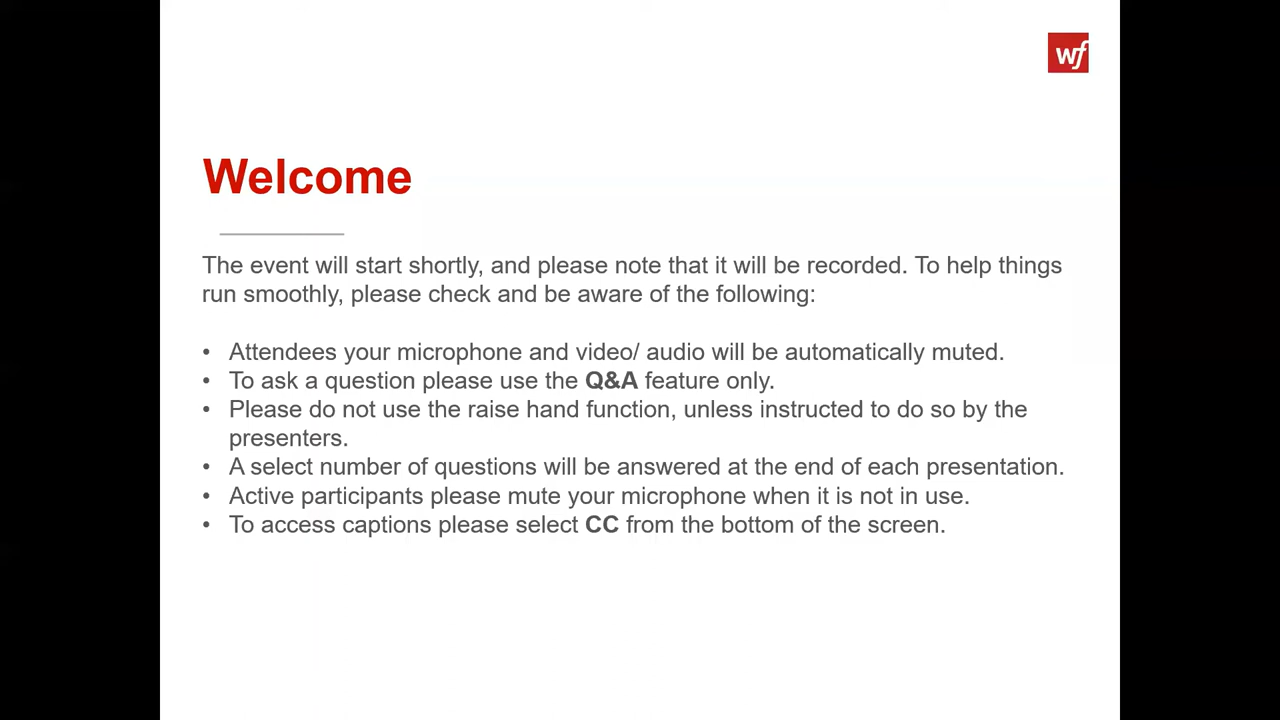 wf
Welcome
The event will start shortly, and please note that it will be recorded. To help things
run smoothly, please check and be aware of the following:
• Attendees your microphone and video/ audio will be automatically muted.
• To ask a question please use the Q&A feature only.
• Please do not use the raise hand function, unless instructed to do so by the
presenters.
• A select number of questions will be answered at the end of each presentation.
• Active participants please mute your microphone when it is not in use.
• To access captions please select CC from the bottom of the screen.